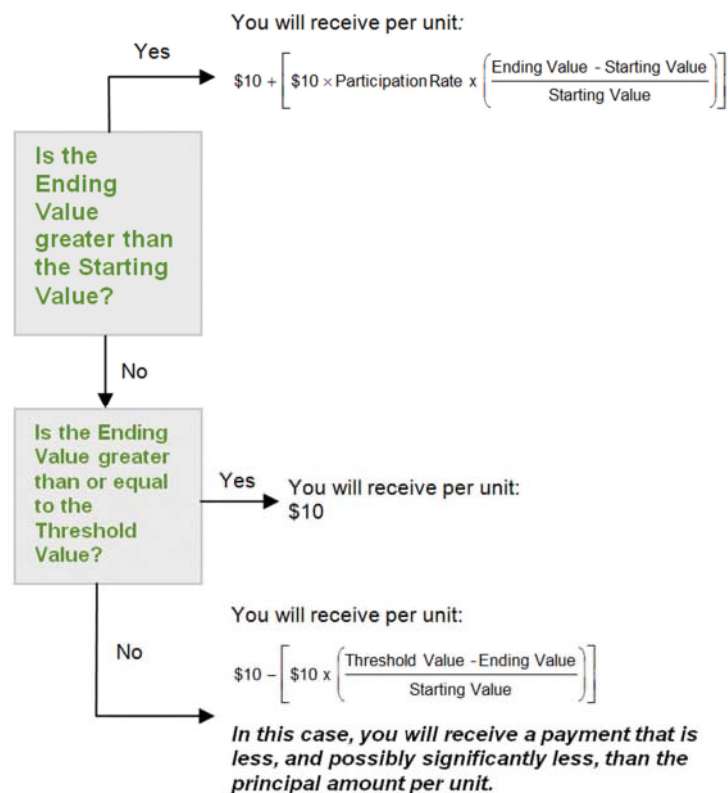 You will receive per unit:
Yes
$10 + [ $10 × Participation Rate x ( Ending Value - Starting Value / Starting Value ) ]
Is the
Ending
Value
greater than
the Starting
Value?
No
Is the Ending
Value greater
than or equal
to the
Threshold
Value?
Yes
You will receive per unit:
$10
You will receive per unit:
No
$10 − [ $10 x ( Threshold Value - Ending Value / Starting Value ) ]
In this case, you will receive a payment that is
less, and possibly significantly less, than the
principal amount per unit.